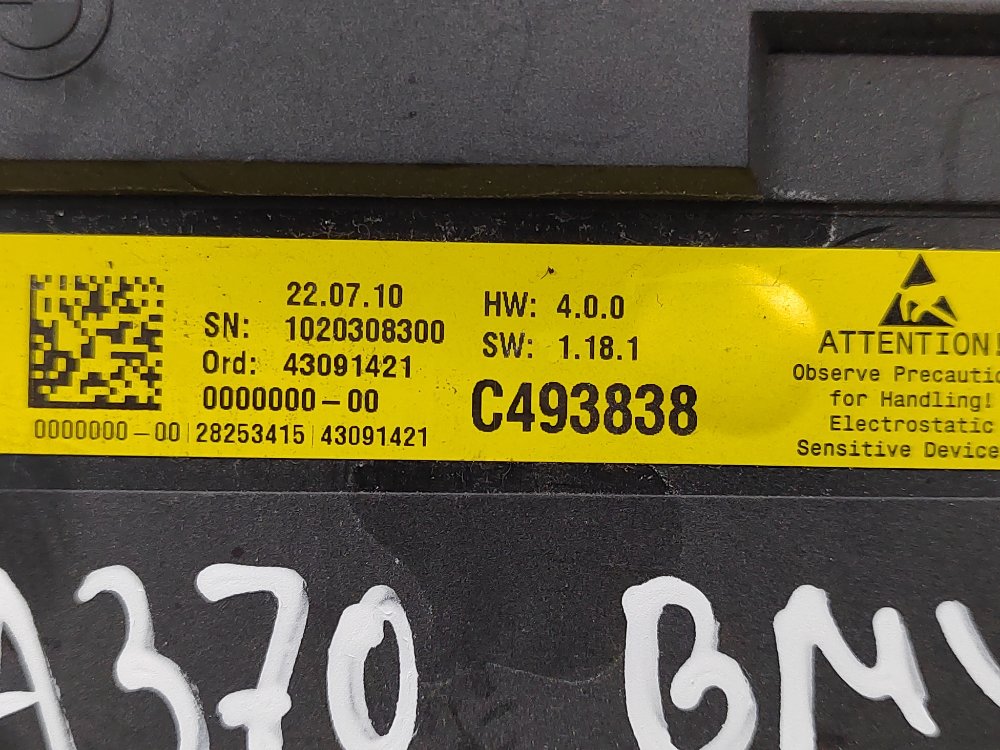 22.07.10
SN: 1020308300
Ord: 43091421
0000000-00
0000000-00|28253415|43091421
HW: 4.0.0
SW: 1.18.1
C493838
ATTENTION!
Observe Precautio
for Handling!
Electrostatic
Sensitive Device
A370 BMW